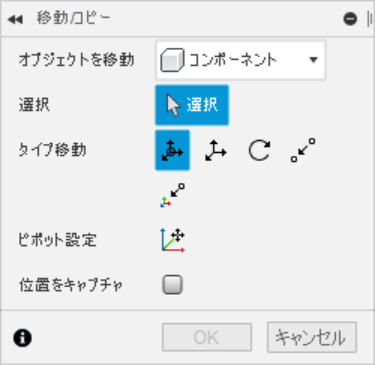 移動/コピー
オブジェクトを移動 コンポーネント
選択 選択
タイプ移動
ピボット設定
位置をキャプチャ
OK キャンセル